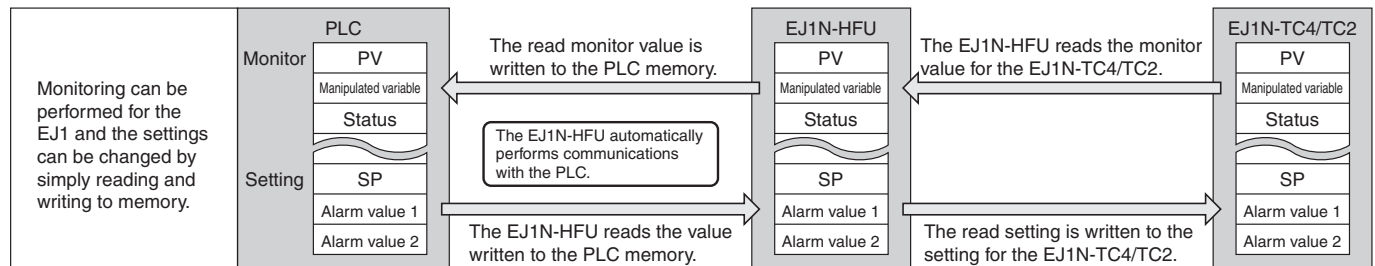 Monitoring can be
performed for the
EJ1 and the settings
can be changed by
simply reading and
writing to memory.
PLC
Monitor
PV
Manipulated variable
Status
Setting
SP
Alarm value 1
Alarm value 2
The read monitor value is
written to the PLC memory.
The EJ1N-HFU automatically
performs communications
with the PLC.
The EJ1N-HFU reads the value
written to the PLC memory.
EJ1N-HFU
PV
Manipulated variable
Status
SP
Alarm value 1
Alarm value 2
The EJ1N-HFU reads the monitor
value for the EJ1N-TC4/TC2.
The read setting is written to the
setting for the EJ1N-TC4/TC2.
EJ1N-TC4/TC2
PV
Manipulated variable
Status
SP
Alarm value 1
Alarm value 2